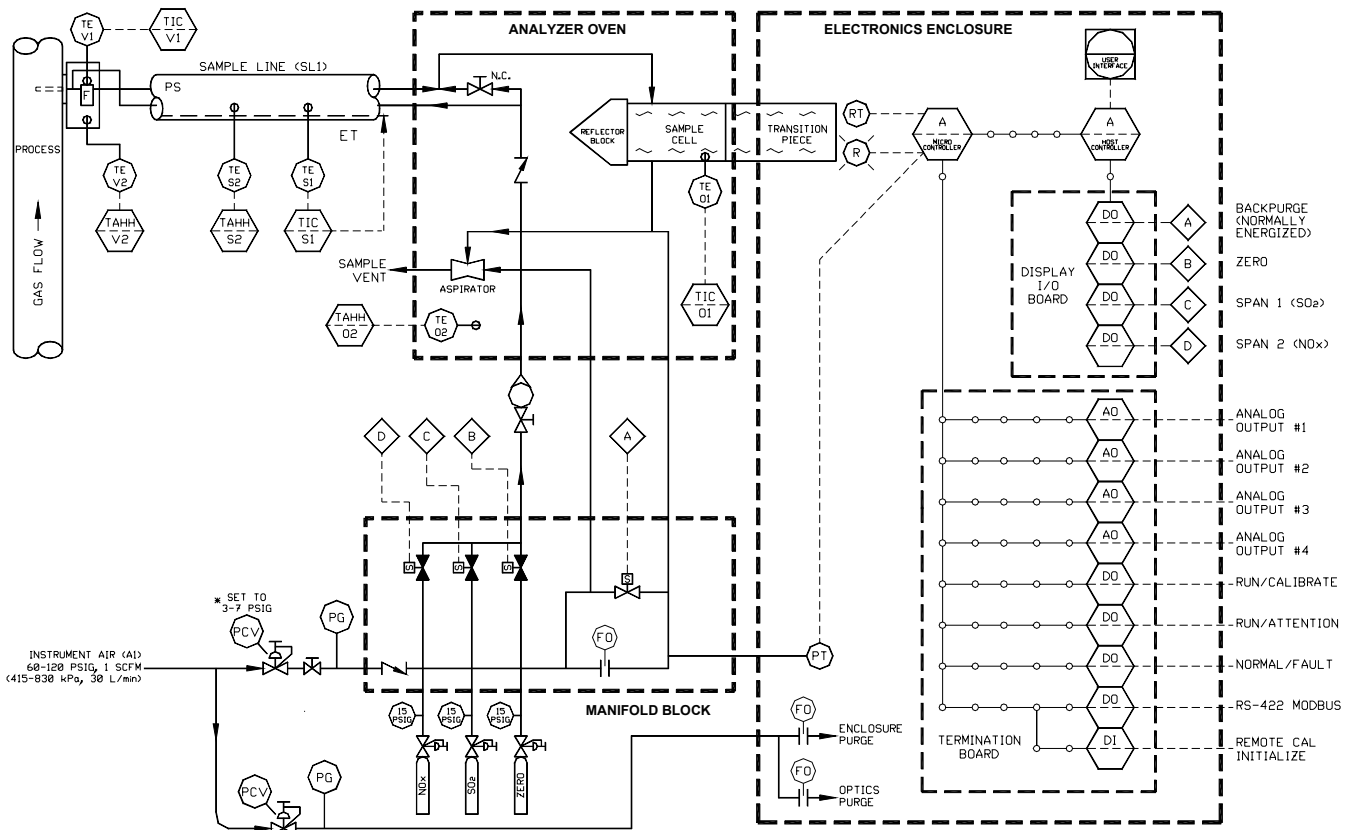 TE
V1
TIC
V1
ANALYZER OVEN
ELECTRONICS ENCLOSURE
USER
INTERFACE
SAMPLE LINE (SL1)
N.C.
PS
F
ET
PROCESS
GAS FLOW
TE
V2
TAHH
V2
TE
S2
TAHH
S2
TE
S1
TIC
S1
REFLECTOR
BLOCK
SAMPLE
CELL
TRANSITION
PIECE
RT
R
A
MICRO
CONTROLLER
A
HOST
CONTROLLER
TE
O1
TIC
O1
SAMPLE
VENT
ASPIRATOR
TAHH
O2
TE
O2
DISPLAY
I/O
BOARD
DO
A
BACKPURGE
(NORMALLY
ENERGIZED)
DO
B
ZERO
DO
C
SPAN 1 (SO2)
DO
D
SPAN 2 (NOx)
D
C
B
A
S
S
S
S
AO
ANALOG
OUTPUT #1
AO
ANALOG
OUTPUT #2
AO
ANALOG
OUTPUT #3
AO
ANALOG
OUTPUT #4
DO
RUN/CALIBRATE
DO
RUN/ATTENTION
DO
NORMAL/FAULT
DO
RS-422 MODBUS
DI
REMOTE CAL
INITIALIZE
TERMINATION
BOARD
* SET TO
3-7 PSIG
PCV
PG
FO
PT
INSTRUMENT AIR (A1)
60-120 PSIG, 1 SCFM
(415-830 kPa, 30 L/min)
MANIFOLD BLOCK
15
PSIG
15
PSIG
15
PSIG
NOx
SO2
ZERO
PCV
PG
FO
ENCLOSURE
PURGE
FO
OPTICS
PURGE